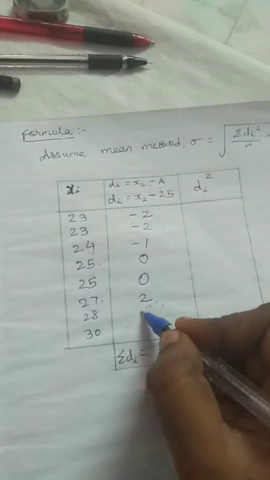 Formula :-
Assume mean method, σ = √Σdi²/n
xi di = xi - A di²
di = xi - 25
23 -2
23 -2
24 -1
25 0
25 0
27 2
28
30
Σdi =